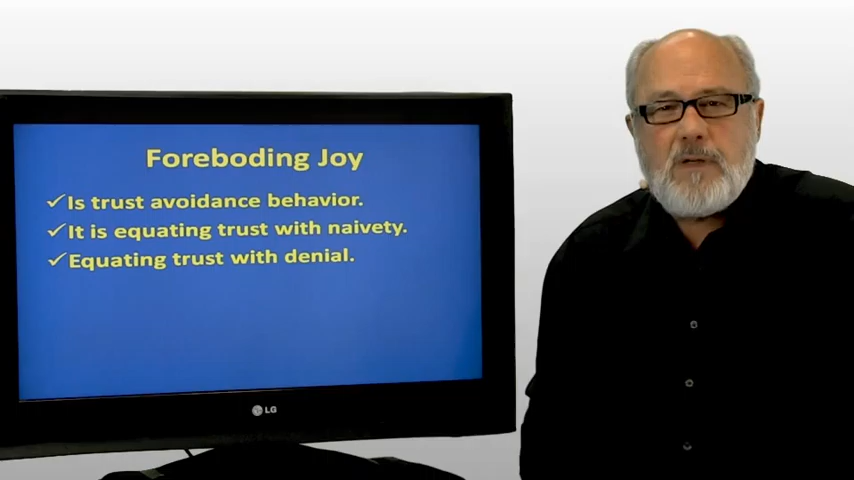 Foreboding Joy
✓Is trust avoidance behavior.
✓It is equating trust with naivety.
✓Equating trust with denial.
LG